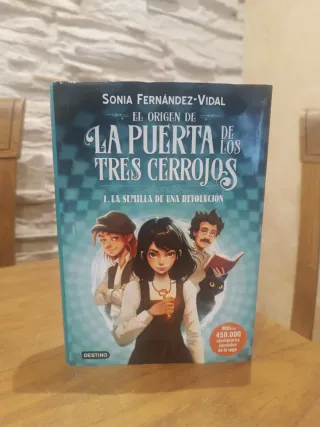 SONIA FERNÁNDEZ-VIDAL
EL ORIGEN DE
LA PUERTA DE LOS
TRES CERROJOS
1. LA SEMILLA DE UNA REVOLUCIÓN
MÁS DE
450.000
ejemplares
vendidos
de la saga
DESTINO